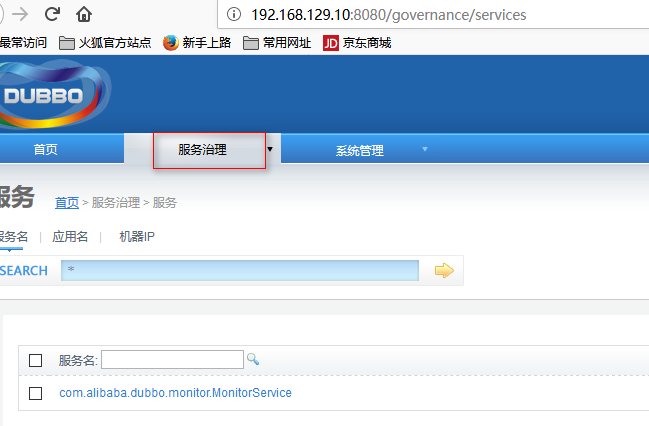 192.168.129.10:8080/governance/services
最常访问 火狐官方站点 新手上路 常用网址 JD 京东商城
DUBBO
首页 服务治理 系统管理
服务 首页 > 服务治理 > 服务
服务名 | 应用名 | 机器IP
SEARCH *
服务名:
com.alibaba.dubbo.monitor.MonitorService